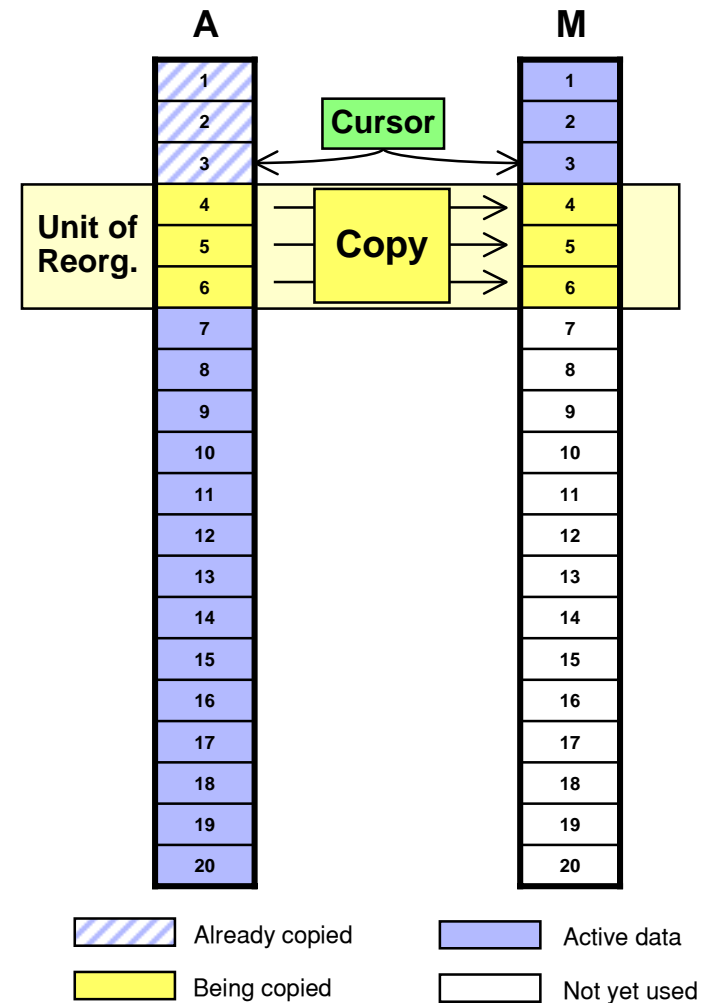 A M
1 1
2 2
Cursor
3 3
4 4
Unit of
Reorg.
Copy
5 5
6 6
7 7
8 8
9 9
10 10
11 11
12 12
13 13
14 14
15 15
16 16
17 17
18 18
19 19
20 20
Already copied Active data
Being copied Not yet used